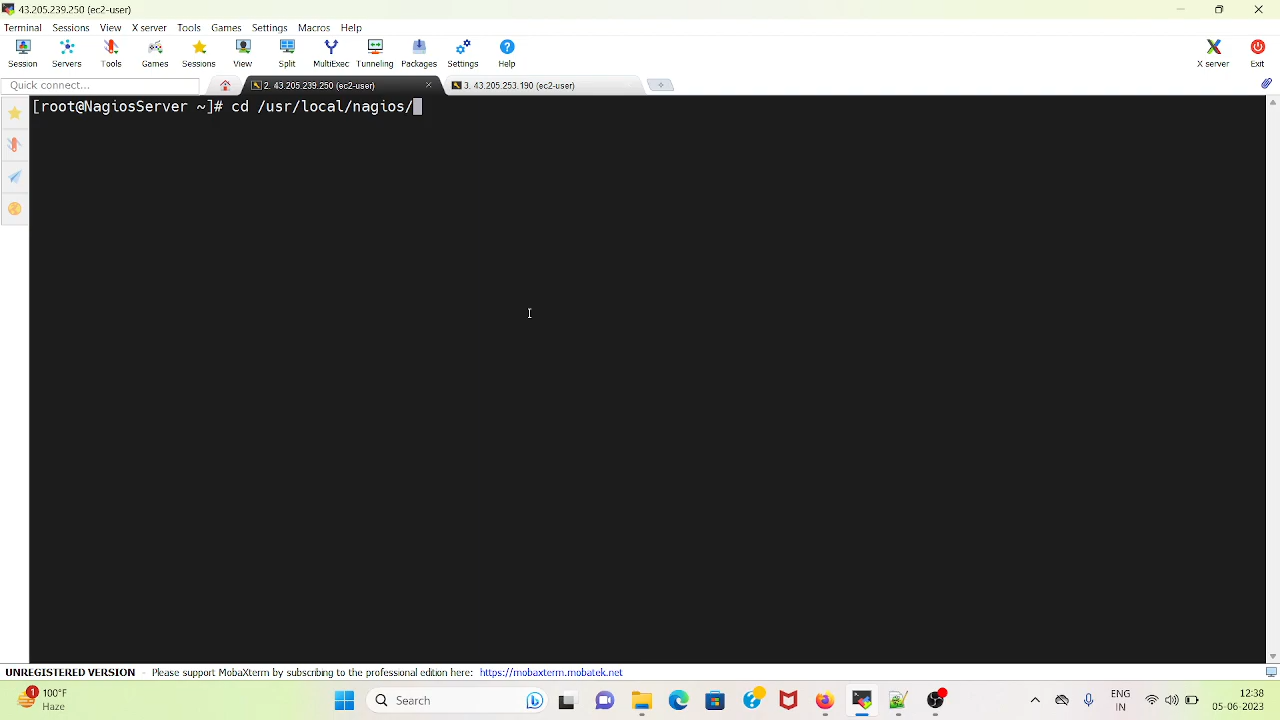 43.205.239.250 (ec2-user)
Terminal Sessions View X server Tools Games Settings Macros Help
Session Servers Tools Games Sessions View Split MultiExec Tunneling Packages Settings Help X server Exit
Quick connect... 2. 43.205.239.250 (ec2-user) 3. 43.205.253.190 (ec2-user)
[root@NagiosServer ~]# cd /usr/local/nagios/
UNREGISTERED VERSION - Please support MobaXterm by subscribing to the professional edition here: https://mobaxterm.mobatek.net
1 100°F Search ENG 12:38
Haze IN 05-06-2023